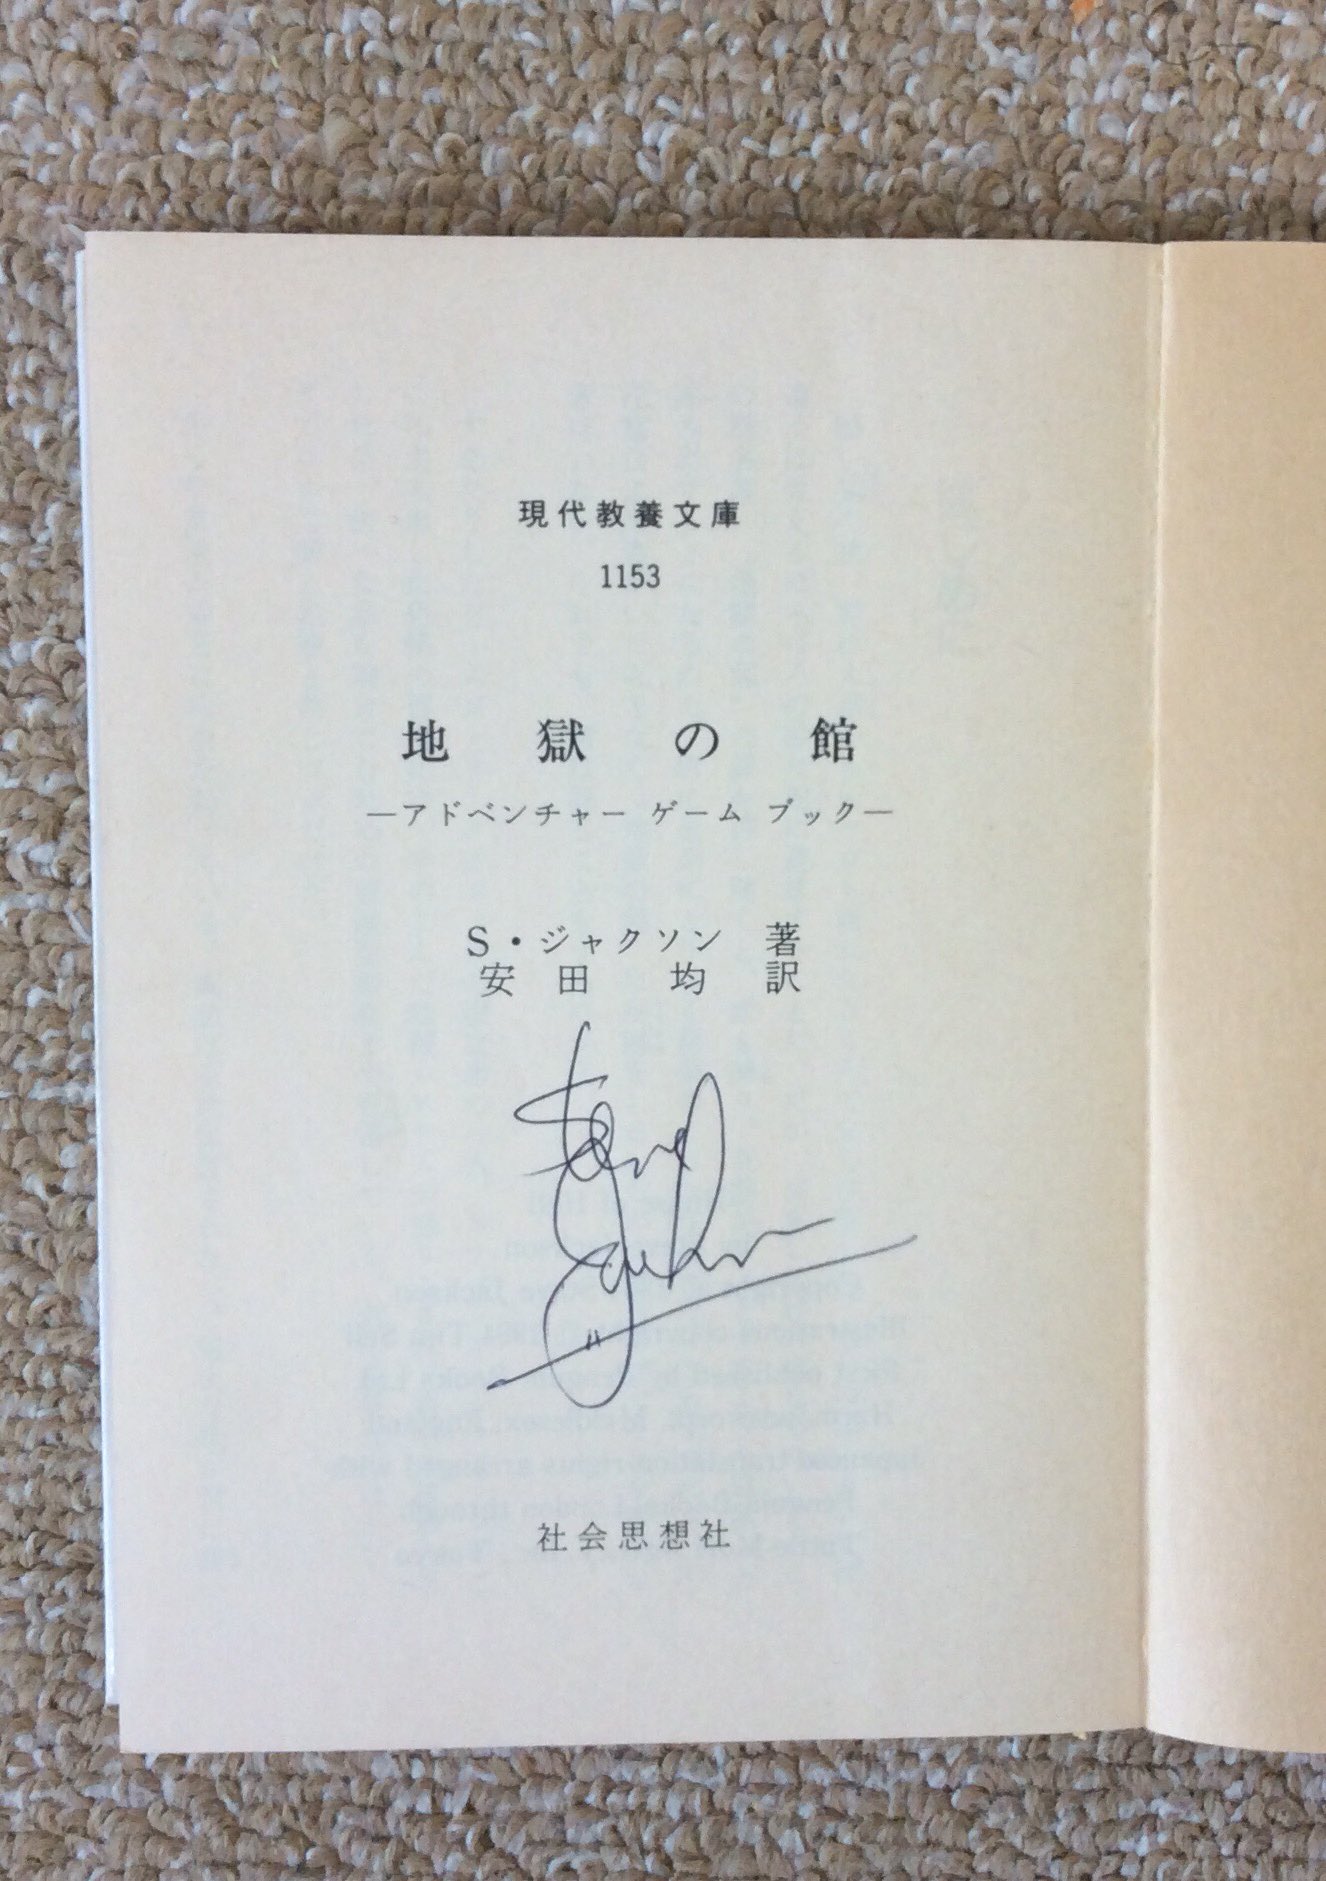 現代教養文庫
1153
地獄の館
―アドベンチャー ゲーム ブック―
S・ジャクソン 著
安田 均 訳
Steve
Jackson
社会思想社